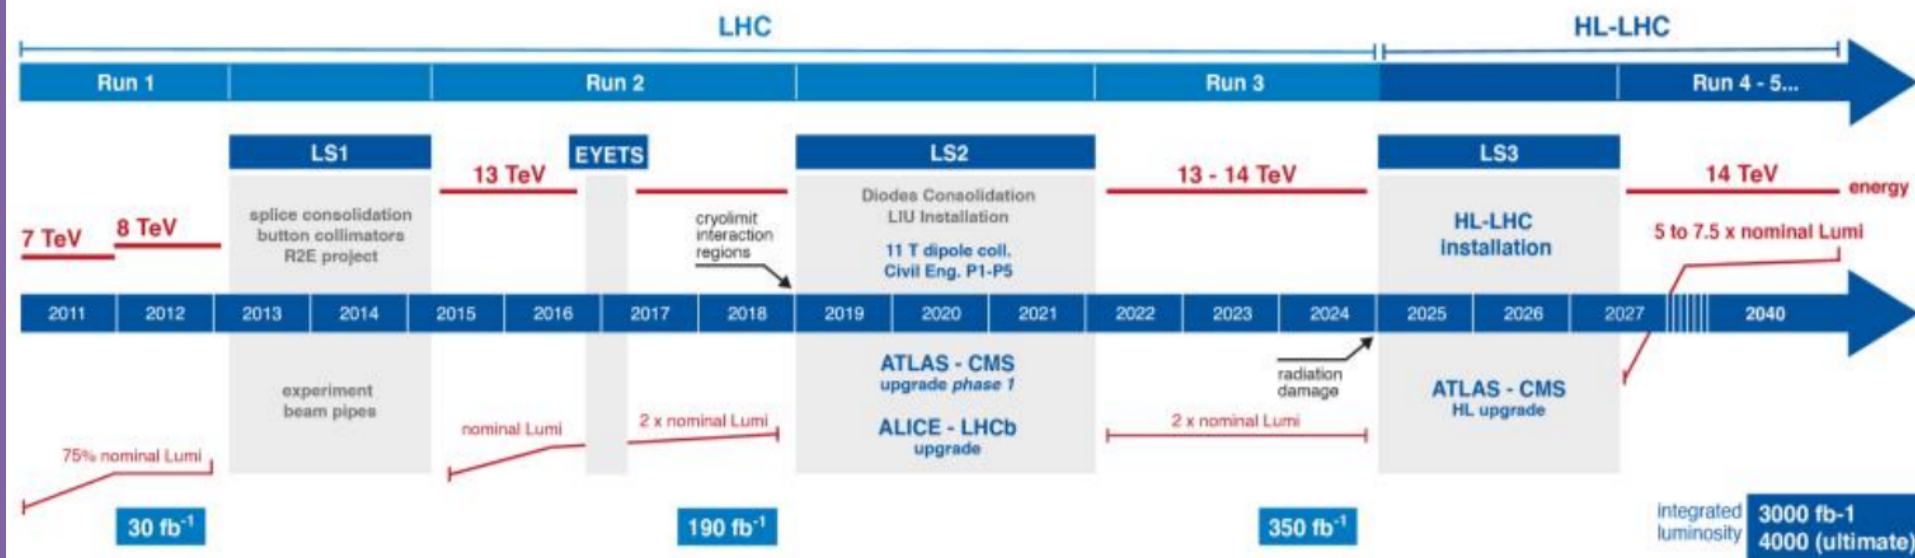 LHC
HL-LHC
Run 1
Run 2
Run 3
Run 4 - 5...
LS1
EYETS
LS2
LS3
13 TeV
13 - 14 TeV
14 TeV
energy
7 TeV
8 TeV
splice consolidation
button collimators
R2E project
cryolimit
interaction
regions
Diodes Consolidation
LIU Installation
11 T dipole coll.
Civil Eng. P1-P5
HL-LHC
installation
5 to 7.5 x nominal Lumi
2011
2012
2013
2014
2015
2016
2017
2018
2019
2020
2021
2022
2023
2024
2025
2026
2027
2040
experiment
beam pipes
ATLAS - CMS
upgrade phase 1
ALICE - LHCb
upgrade
radiation
damage
ATLAS - CMS
HL upgrade
75% nominal Lumi
nominal Lumi
2 x nominal Lumi
2 x nominal Lumi
30 fb⁻¹
190 fb⁻¹
350 fb⁻¹
integrated
luminosity
3000 fb-1
4000 (ultimate)